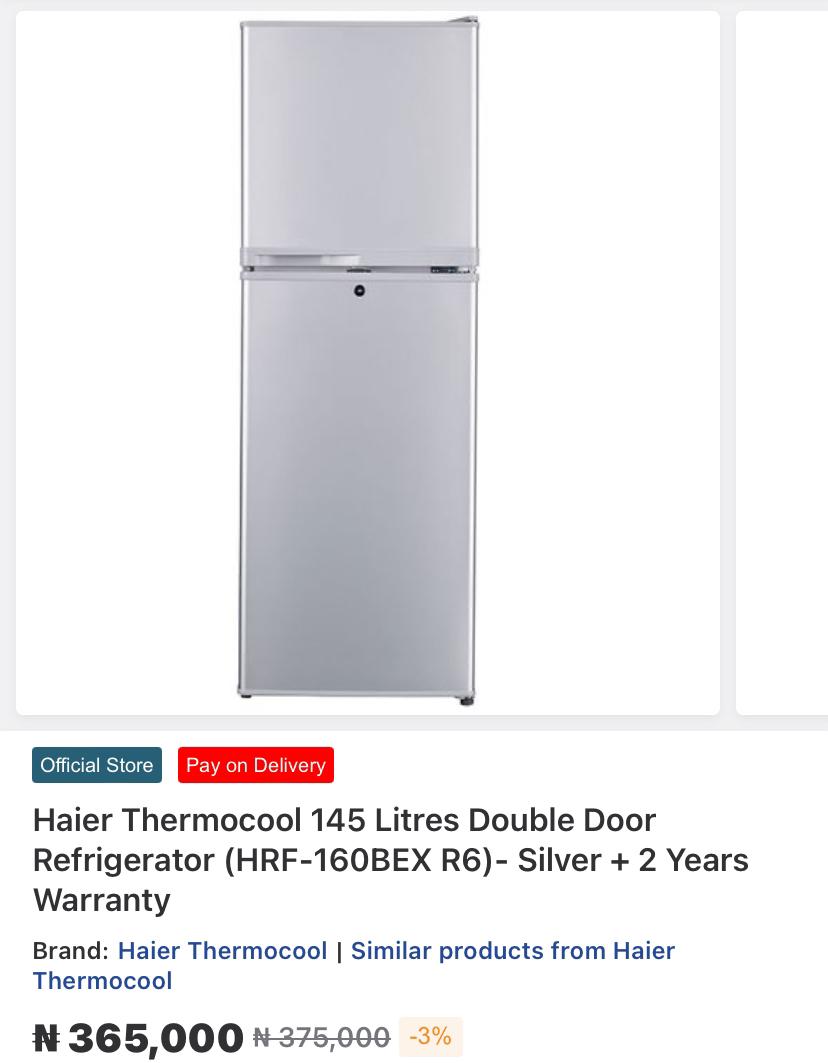 Official Store Pay on Delivery
Haier Thermocool 145 Litres Double Door
Refrigerator (HRF-160BEX R6)- Silver + 2 Years
Warranty
Brand: Haier Thermocool | Similar products from Haier
Thermocool
₦ 365,000 ₦ 375,000 -3%